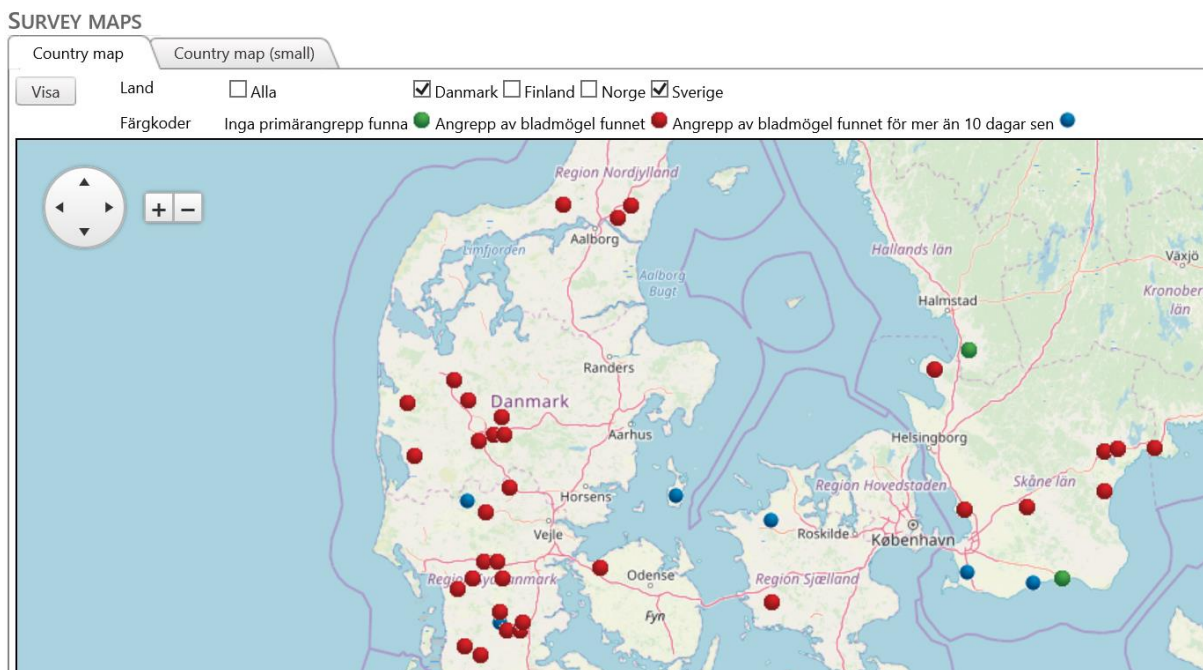 SURVEY MAPS
Country map
Country map (small)
Visa
Land
Alla
Danmark
Finland
Norge
Sverige
Färgkoder
Inga primärangrepp funna
Angrepp av bladmögel funnet
Angrepp av bladmögel funnet för mer än 10 dagar sen
+
−
Region Nordjylland
Aalborg
Limfjorden
Hallands län
Växjö
Aalborg
Bugt
Kronober
län
Halmstad
Randers
Danmark
Aarhus
Helsingborg
Region Hovedstaden
Skåne län
Horsens
Vejle
Roskilde
København
Odense
Region Sjælland
Fyn